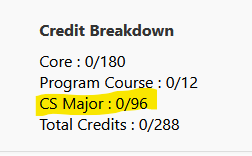 Credit Breakdown
Core : 0/180
Program Course : 0/12
CS Major : 0/96
Total Credits : 0/288